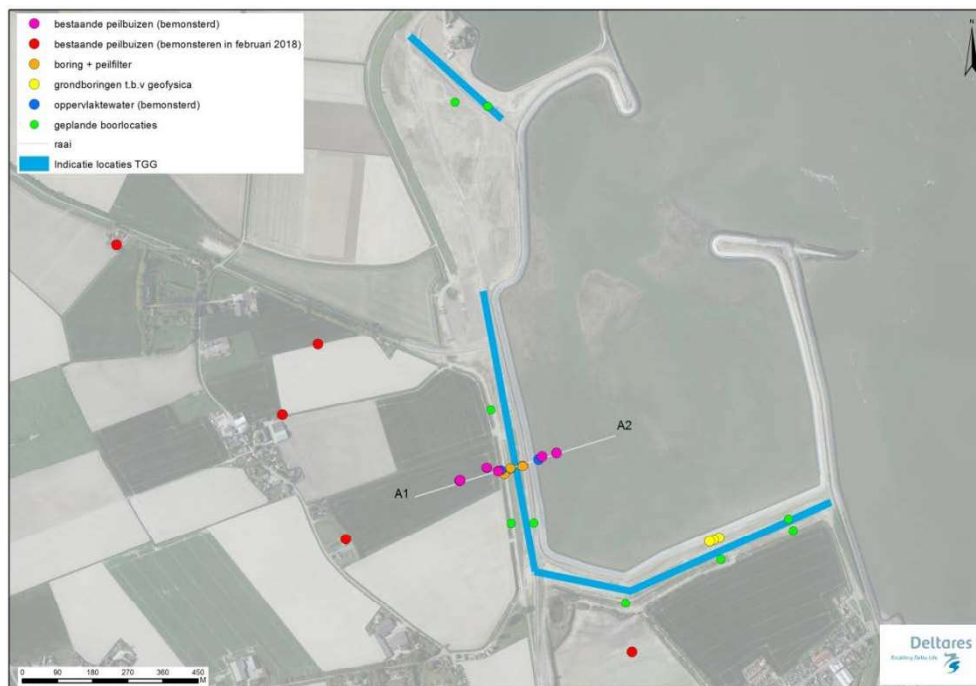 bestaande peilbuizen (bemonsterd)
bestaande peilbuizen (bemonsteren in februari 2018)
boring + peilfilter
grondboringen t.b.v geofysica
oppervlaktewater (bemonsterd)
geplande boorlocaties
raai
Indicatie locaties TGG
N
A2
A1
0 90 180 270 360 450
M
Deltares
Enabling Delta Life